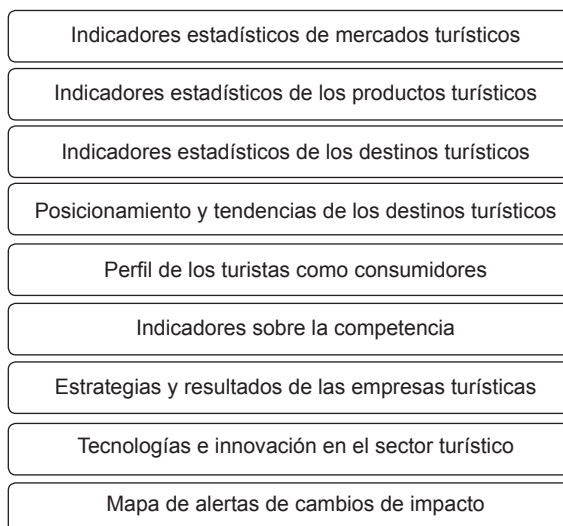 Indicadores estadísticos de mercados turísticos
Indicadores estadísticos de los productos turísticos
Indicadores estadísticos de los destinos turísticos
Posicionamiento y tendencias de los destinos turísticos
Perfil de los turistas como consumidores
Indicadores sobre la competencia
Estrategias y resultados de las empresas turísticas
Tecnologías e innovación en el sector turístico
Mapa de alertas de cambios de impacto